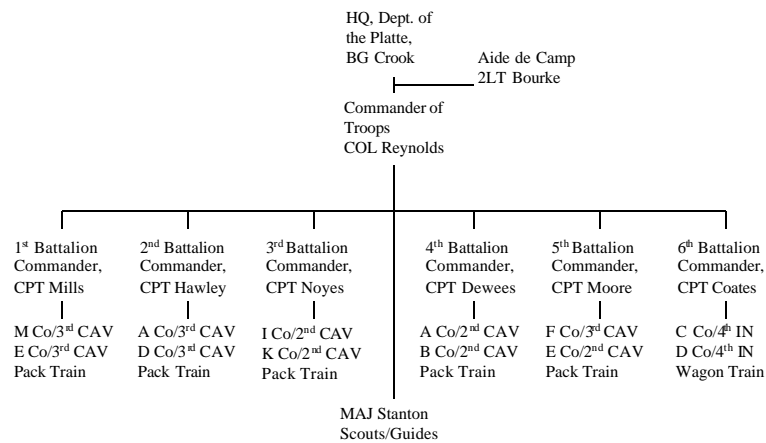 HQ, Dept. of
the Platte,
BG Crook
Aide de Camp
2LT Bourke
Commander of
Troops
COL Reynolds
1st Battalion
Commander,
CPT Mills
2nd Battalion
Commander,
CPT Hawley
3rd Battalion
Commander,
CPT Noyes
4th Battalion
Commander,
CPT Dewees
5th Battalion
Commander,
CPT Moore
6th Battalion
Commander,
CPT Coates
M Co/3rd CAV
E Co/3rd CAV
Pack Train
A Co/3rd CAV
D Co/3rd CAV
Pack Train
I Co/2nd CAV
K Co/2nd CAV
Pack Train
A Co/2nd CAV
B Co/2nd CAV
Pack Train
F Co/3rd CAV
E Co/2nd CAV
Pack Train
C Co/4th IN
D Co/4th IN
Wagon Train
MAJ Stanton
Scouts/Guides